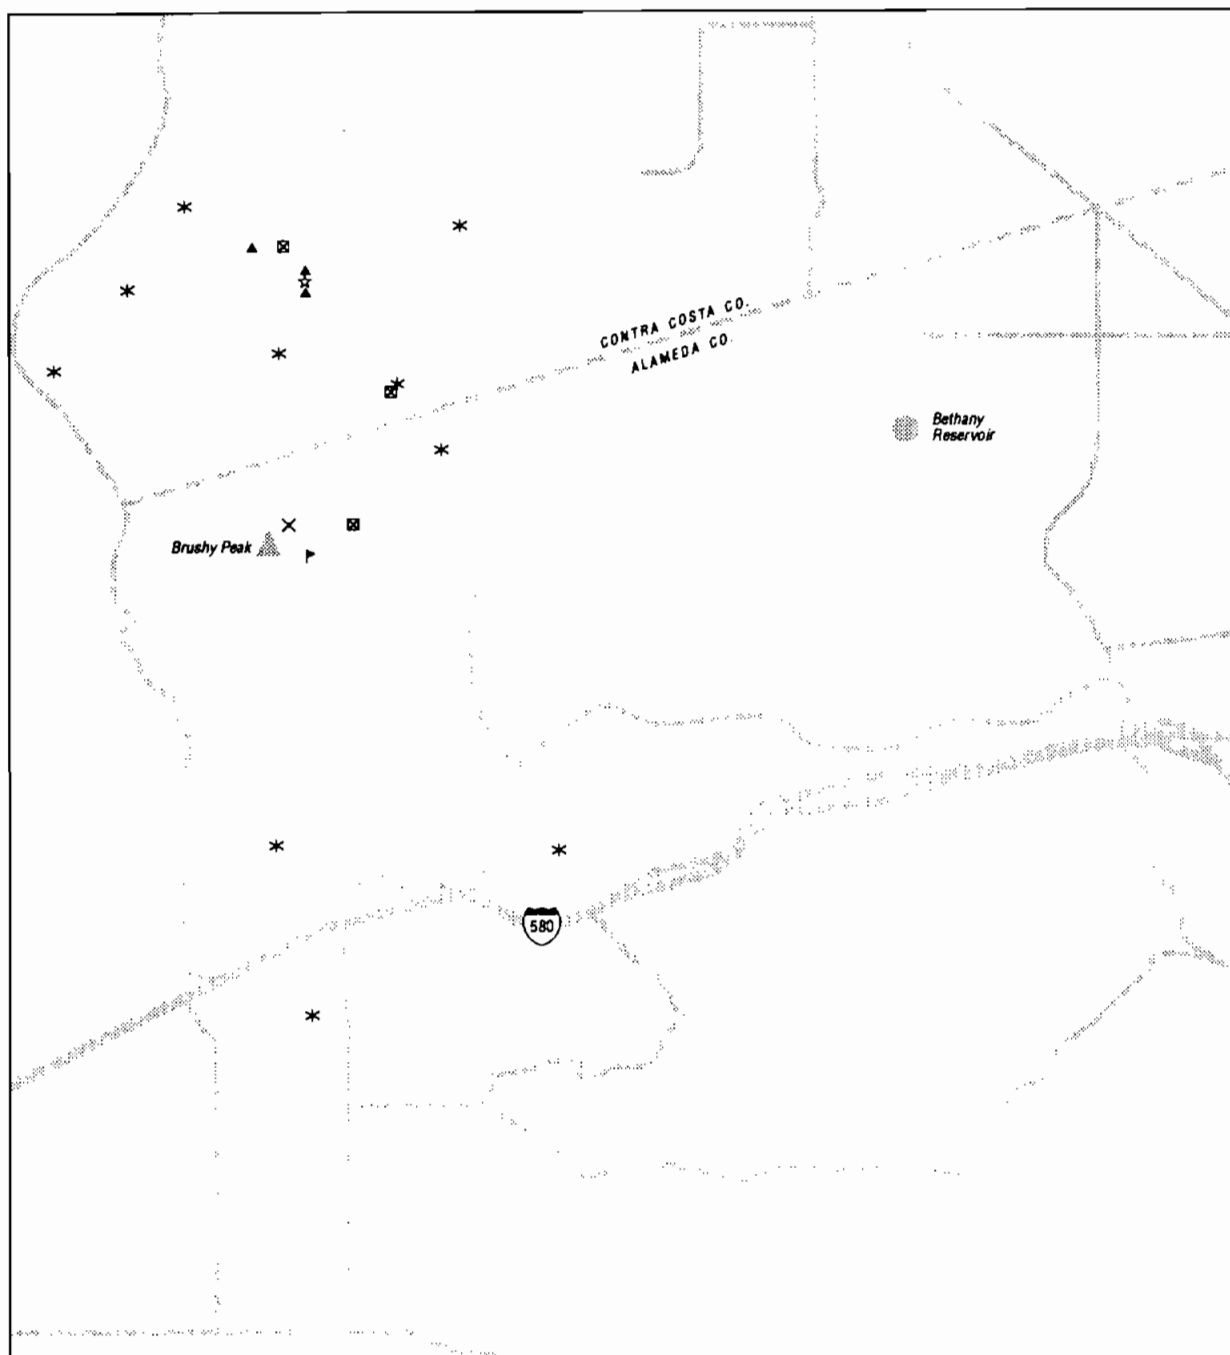 CONTRA COSTA CO.
ALAMEDA CO.
Bethany
Reservoir
Brushy Peak
580